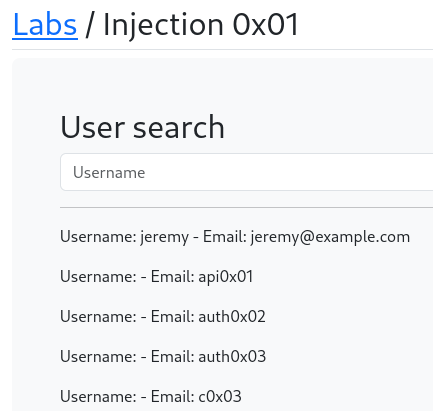 Labs / Injection 0x01
User search
Username
Username: jeremy - Email: jeremy@example.com
Username: - Email: api0x01
Username: - Email: auth0x02
Username: - Email: auth0x03
Username: - Email: c0x03